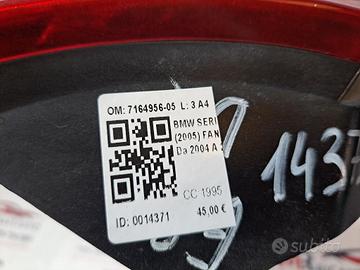 OM: 7164956-05 L: 3 A4
BMW SERI
(2005) FAN
Da 2004 A
CC 1995
ID: 0014371
45,00 €
1437
subito